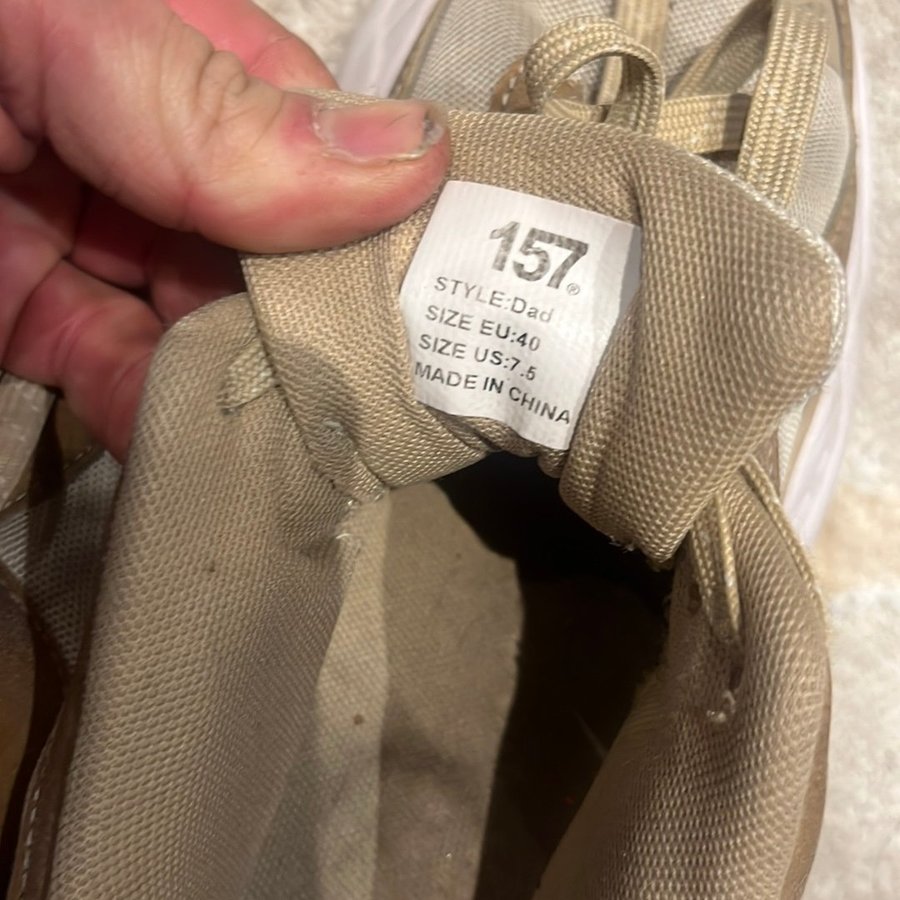 157®
STYLE:Dad
SIZE EU:40
SIZE US:7.5
MADE IN CHINA